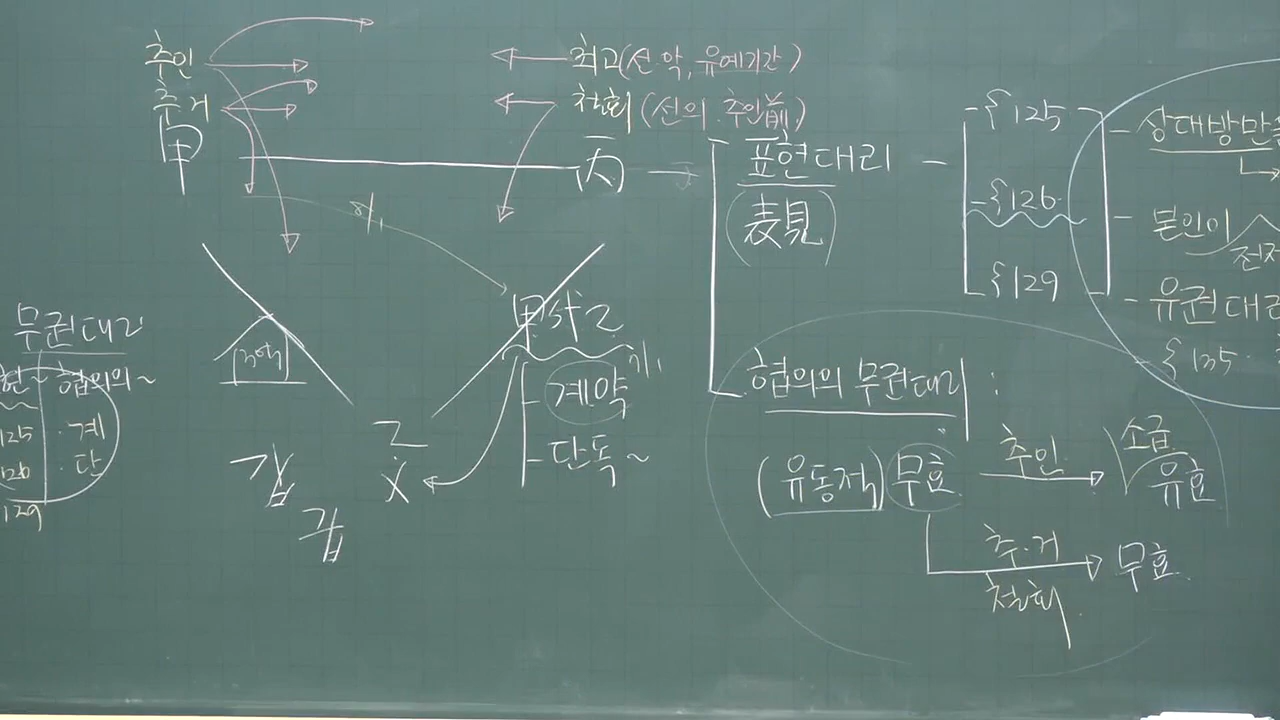 추인
추거
甲
최고(선·악, 유예기간)
철회(선의·추인前)
丙
표현대리
(表見)
§125
§126
§129
상대방만
본인이
전자
유권대리
§135
무권대리
협의의~
125
126
129
·계
·단
乙
X
갑
갑
계약
단독~
협의의 무권대리 :
(유동적) 무효
추인
소급
유효
추·거
철회
무효